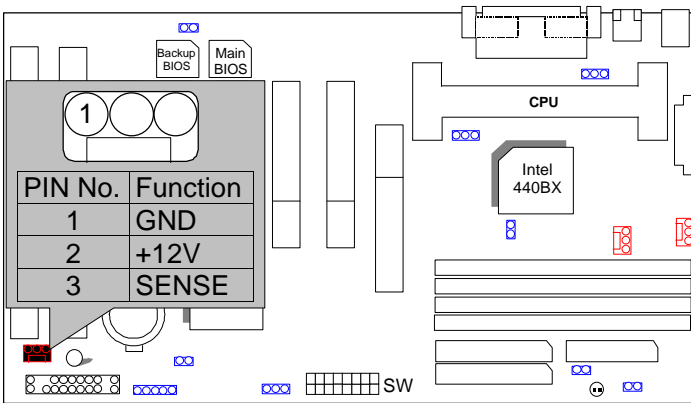 Backup
BIOS
Main
BIOS
CPU
1
Intel
440BX
PIN No. Function
1 GND
2 +12V
3 SENSE
SW